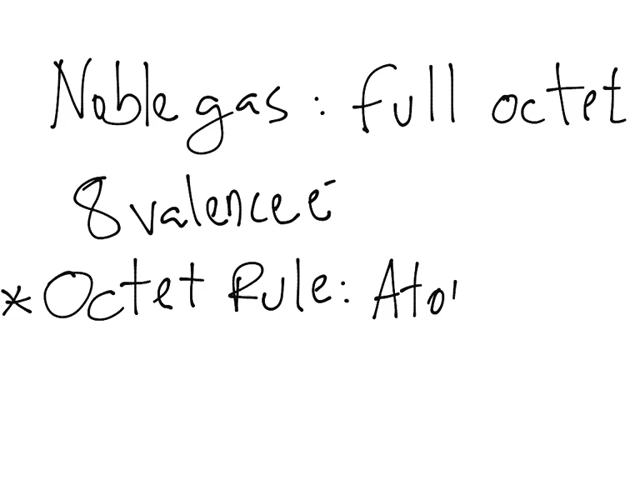 Noble gas: full octet
8 valence e⁻
*Octet Rule: Ato